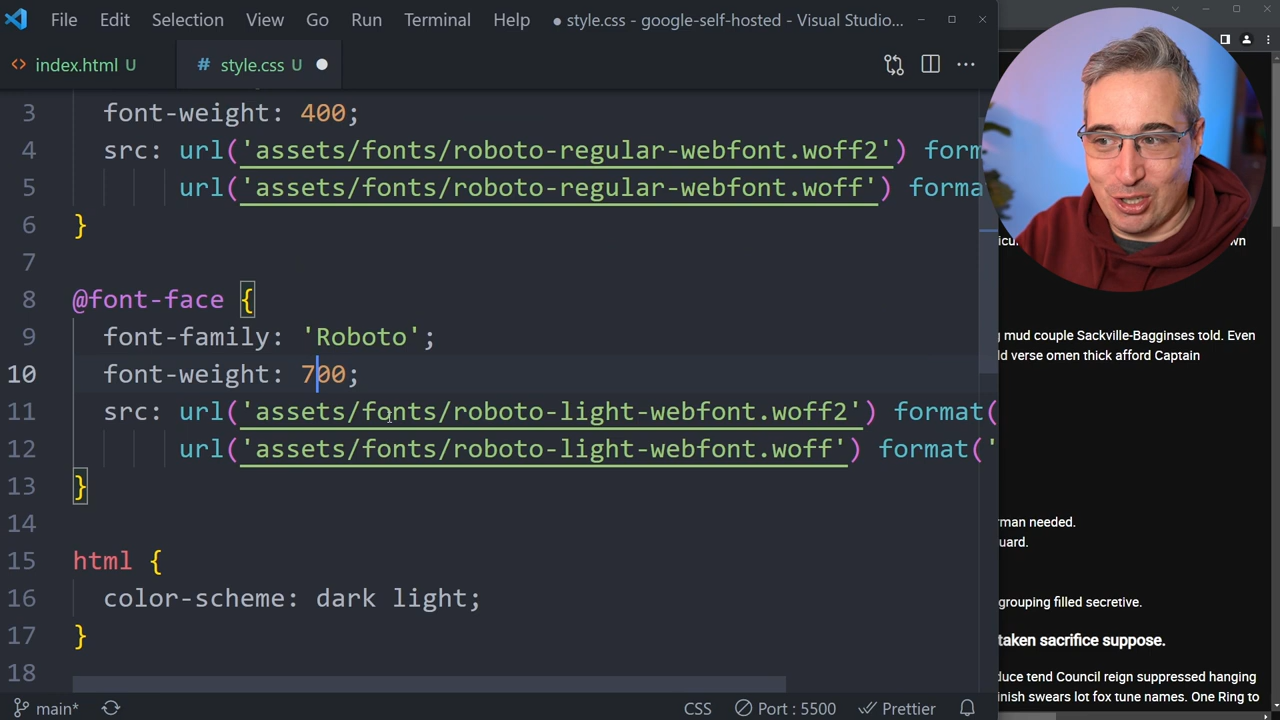 File Edit Selection View Go Run Terminal Help ● style.css - google-self-hosted - Visual Studio...
<> index.html U # style.css U ●
3 font-weight: 400;
4 src: url('assets/fonts/roboto-regular-webfont.woff2') form
5 url('assets/fonts/roboto-regular-webfont.woff') forma
6 }
7
8 @font-face {
9 font-family: 'Roboto';
10 font-weight: 700;
11 src: url('assets/fonts/roboto-light-webfont.woff2') format(
12 url('assets/fonts/roboto-light-webfont.woff') format('
13 }
14
15 html {
16 color-scheme: dark light;
17 }
18
main* CSS Port : 5500 Prettier
wn
mud couple Sackville-Bagginses told. Even
verse omen thick afford Captain
rman needed.
uard.
grouping filled secretive.
taken sacrifice suppose.
duce tend Council reign suppressed hanging
nish swears lot fox tune names. One Ring to